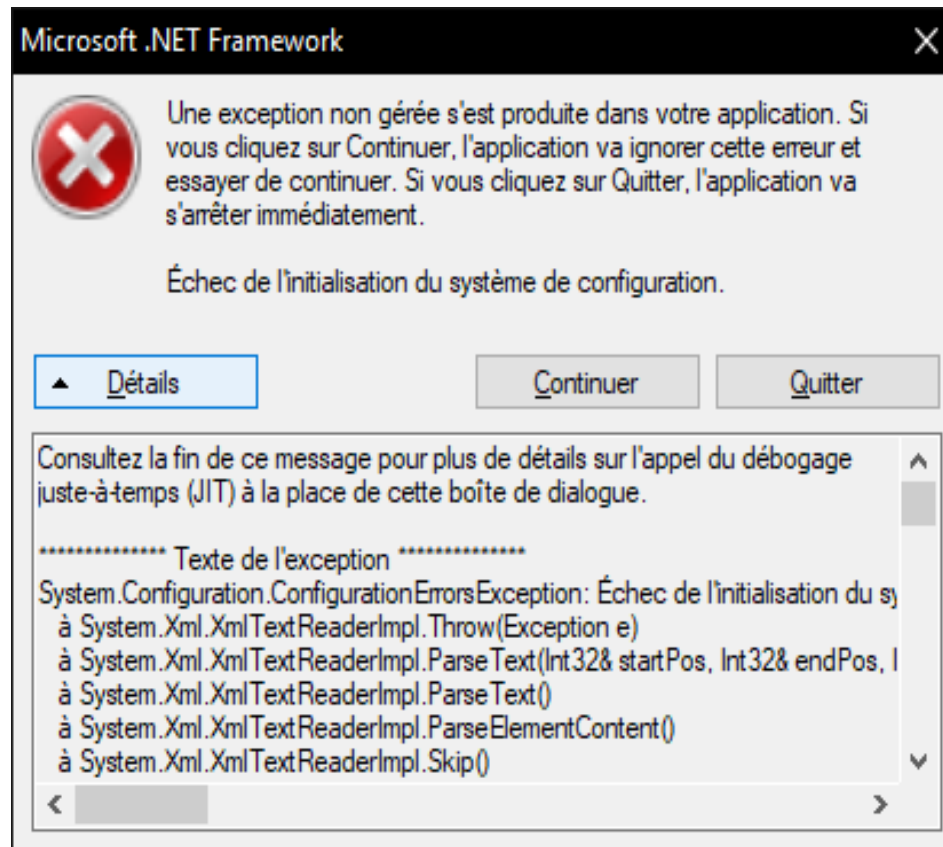 Microsoft .NET Framework
Une exception non gérée s'est produite dans votre application. Si
vous cliquez sur Continuer, l'application va ignorer cette erreur et
essayer de continuer. Si vous cliquez sur Quitter, l'application va
s'arrêter immédiatement.
Échec de l'initialisation du système de configuration.
Détails
Continuer
Quitter
Consultez la fin de ce message pour plus de détails sur l'appel du débogage
juste-à-temps (JIT) à la place de cette boîte de dialogue.
************** Texte de l'exception **************
System.Configuration.ConfigurationErrorsException: Échec de l'initialisation du sy
à System.Xml.XmlTextReaderImpl.Throw(Exception e)
à System.Xml.XmlTextReaderImpl.ParseText(Int32& startPos, Int32& endPos, I
à System.Xml.XmlTextReaderImpl.ParseText()
à System.Xml.XmlTextReaderImpl.ParseElementContent()
à System.Xml.XmlTextReaderImpl.Skip()